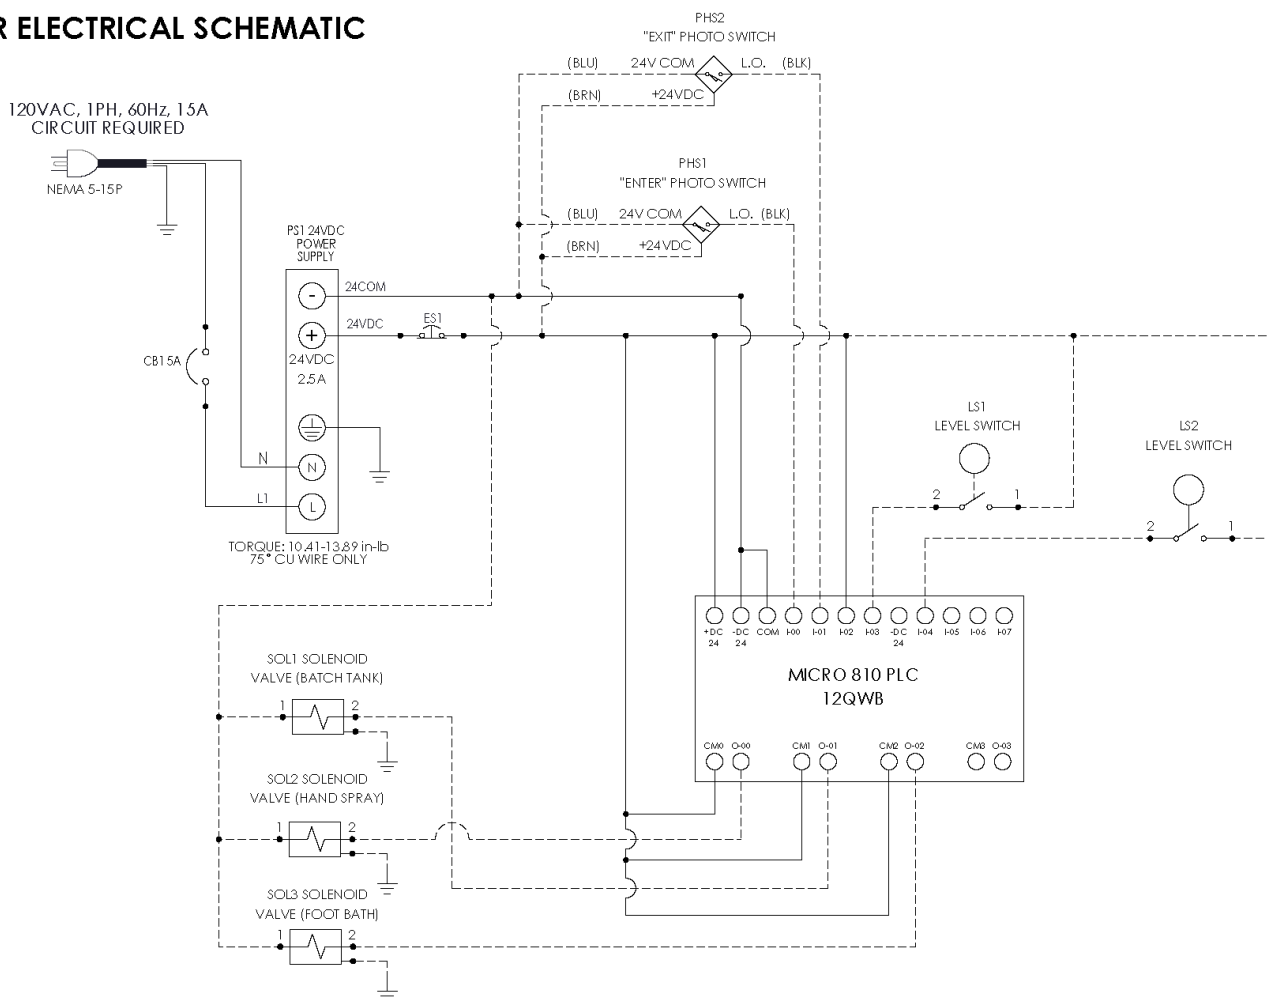 R ELECTRICAL SCHEMATIC
PHS2
"EXIT" PHOTO SWITCH
(BLU) 24V COM L.O. (BLK)
(BRN) +24VDC
120VAC, 1PH, 60Hz, 15A
CIRCUIT REQUIRED
NEMA 5-15P
PHS1
"ENTER" PHOTO SWITCH
(BLU) 24V COM L.O. (BLK)
(BRN) +24VDC
PS1 24VDC
POWER
SUPPLY
-
24COM
+
24VDC
ES1
24VDC
2.5A
CB15A
N
N
L1
L
TORQUE: 10.41-13.89 in-lb
75° CU WIRE ONLY
LS1
LEVEL SWITCH
2 1
LS2
LEVEL SWITCH
2 1
+DC 24
-DC 24
COM
I-00
I-01
I-02
I-03
-DC 24
I-04
I-05
I-06
I-07
MICRO 810 PLC
12QWB
CM0 O-00 CM1 O-01 CM2 O-02 CM3 O-03
SOL1 SOLENOID
VALVE (BATCH TANK)
1 2
SOL2 SOLENOID
VALVE (HAND SPRAY)
1 2
SOL3 SOLENOID
VALVE (FOOT BATH)
1 2